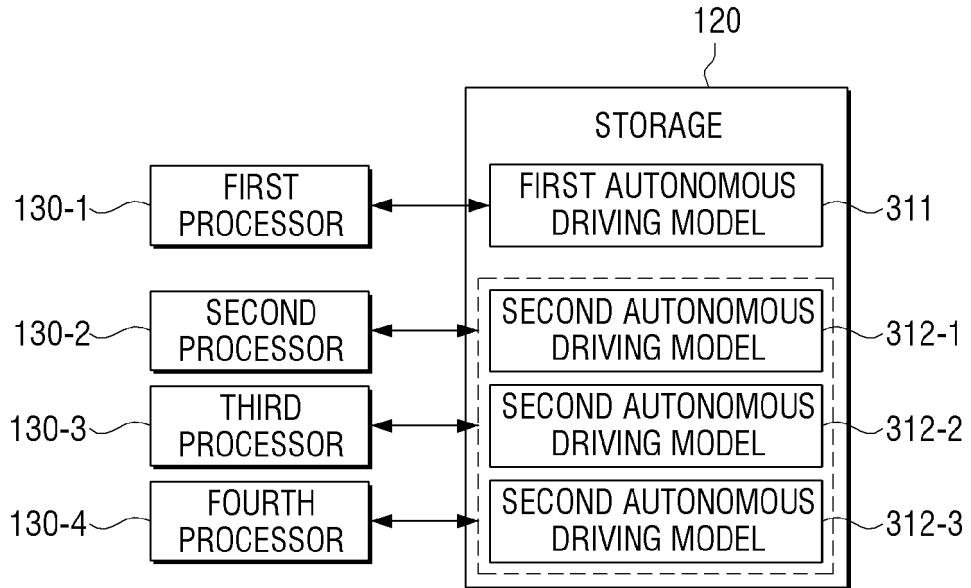 120
STORAGE
130-1
FIRST
PROCESSOR
FIRST AUTONOMOUS
DRIVING MODEL
311
130-2
SECOND
PROCESSOR
SECOND AUTONOMOUS
DRIVING MODEL
312-1
130-3
THIRD
PROCESSOR
SECOND AUTONOMOUS
DRIVING MODEL
312-2
130-4
FOURTH
PROCESSOR
SECOND AUTONOMOUS
DRIVING MODEL
312-3